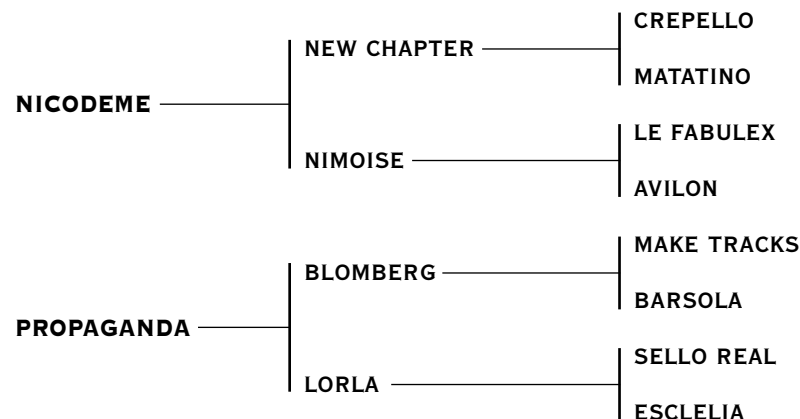 CREPELLO
NEW CHAPTER
MATATINO
NICODEME
LE FABULEX
NIMOISE
AVILON
MAKE TRACKS
BLOMBERG
BARSOLA
PROPAGANDA
SELLO REAL
LORLA
ESCLELIA